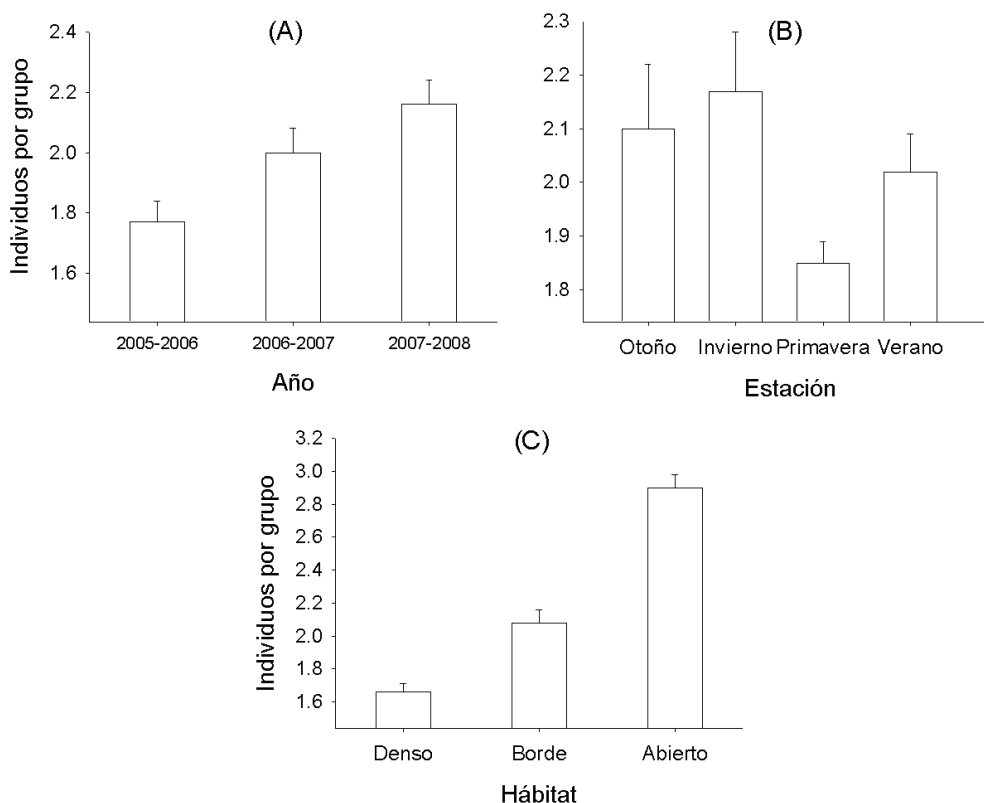 (A)
Individuos por grupo
2.4
2.2
2.0
1.8
1.6
2005-2006 2006-2007 2007-2008
Año
(B)
2.3
2.2
2.1
2.0
1.9
1.8
Otoño Invierno Primavera Verano
Estación
(C)
Individuos por grupo
3.2
3.0
2.8
2.6
2.4
2.2
2.0
1.8
1.6
Denso Borde Abierto
Hábitat